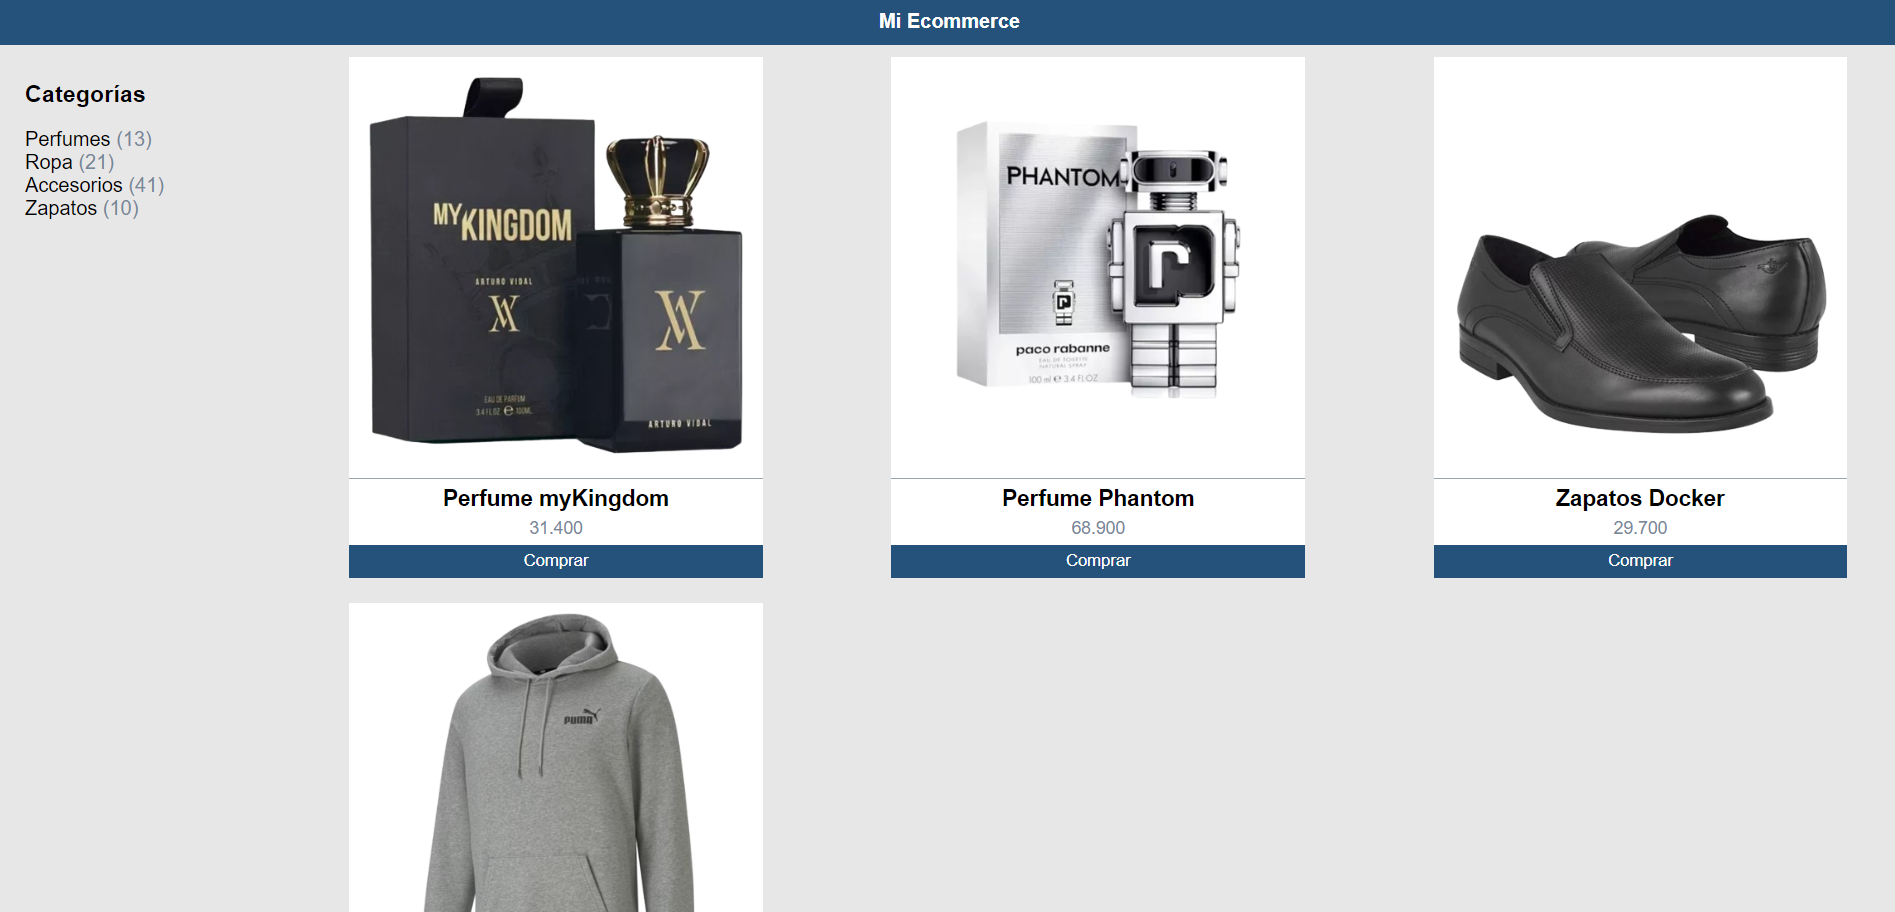 Mi Ecommerce
Categorías
Perfumes (13)
Ropa (21)
Accesorios (41)
Zapatos (10)
MY KINGDOM
ARTURO VIDAL
AV
EAU DE PARFUM
3.4 FL.OZ. e 100ML.
AV
ARTURO VIDAL
Perfume myKingdom
31.400
Comprar
PHANTOM
paco rabanne
EAU DE TOILETTE
NATURAL SPRAY
100 ml e 3.4 FL.OZ
Perfume Phantom
68.900
Comprar
Zapatos Docker
29.700
Comprar
PUMA